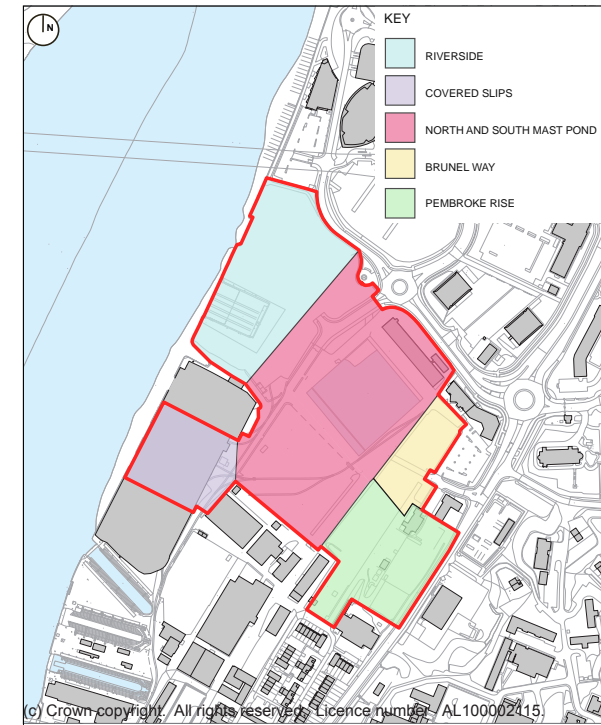 N
KEY
RIVERSIDE
COVERED SLIPS
NORTH AND SOUTH MAST POND
BRUNEL WAY
PEMBROKE RISE
(c) Crown copyright. All rights reserved. Licence number - AL100002415.